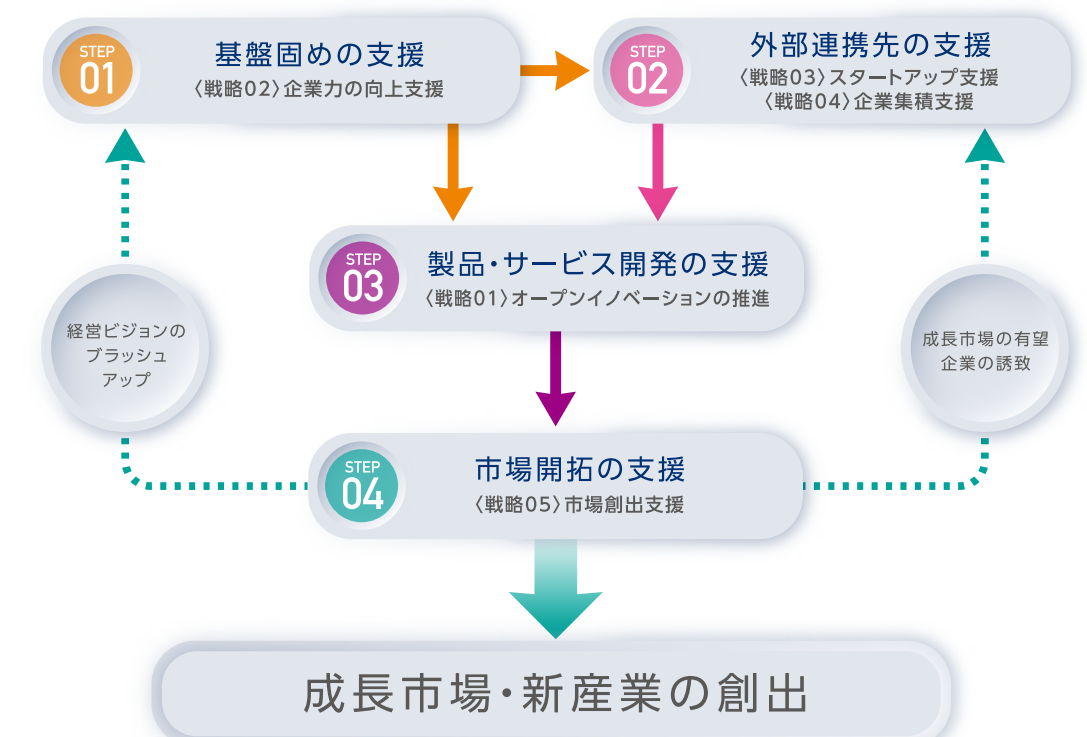 STEP
01
基盤固めの支援
〈戦略02〉企業力の向上支援
STEP
02
外部連携先の支援
〈戦略03〉スタートアップ支援
〈戦略04〉企業集積支援
STEP
03
製品・サービス開発の支援
〈戦略01〉オープンイノベーションの推進
経営ビジョンの
ブラッシュ
アップ
成長市場の有望
企業の誘致
STEP
04
市場開拓の支援
〈戦略05〉市場創出支援
成長市場・新産業の創出